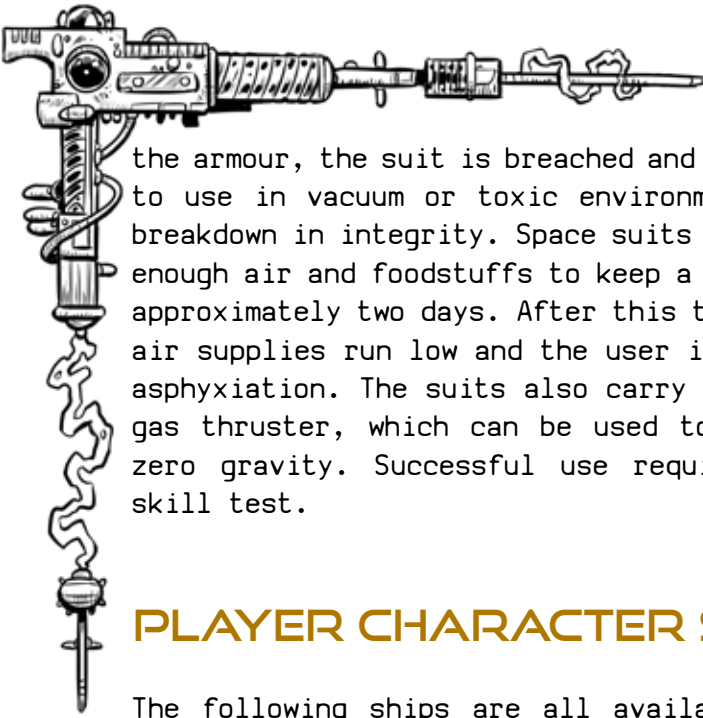 the armour, the suit is breached and
to use in vacuum or toxic environm
breakdown in integrity. Space suits
enough air and foodstuffs to keep a
approximately two days. After this t
air supplies run low and the user i
asphyxiation. The suits also carry
gas thruster, which can be used to
zero gravity. Successful use requi
skill test.
PLAYER CHARACTER S
The following ships are all availa